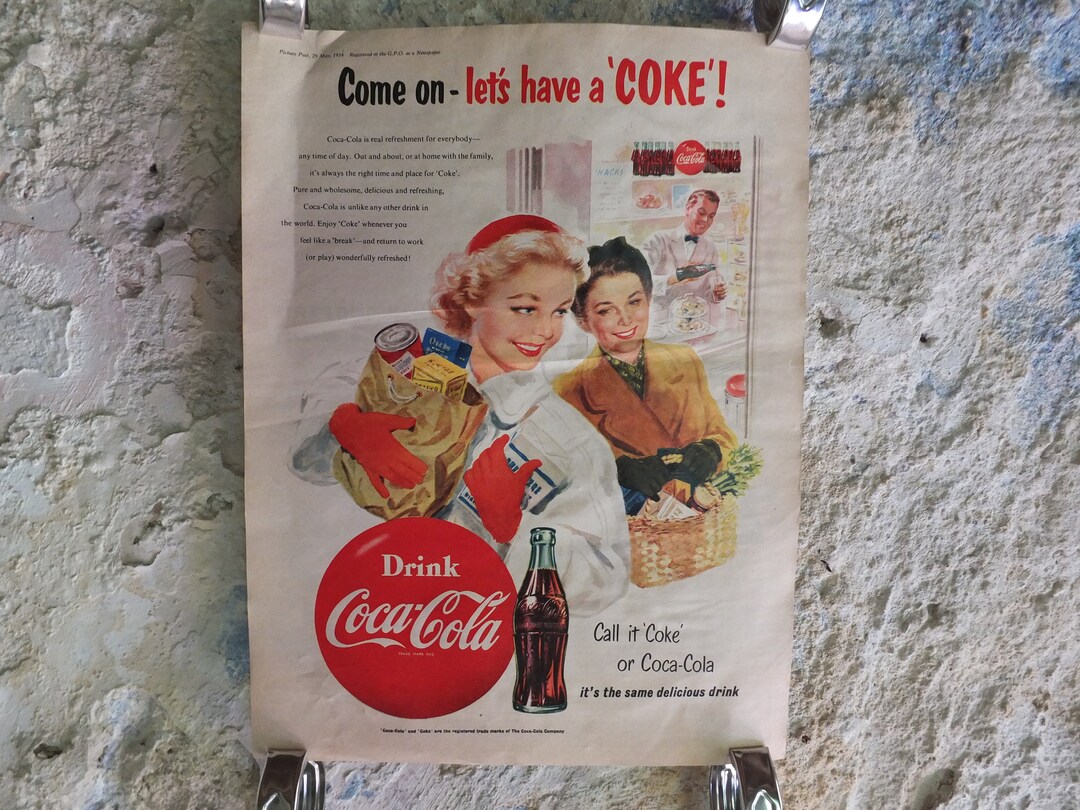 Picture Post, 29 May, 1954 Registered at the G.P.O. as a Newspaper
Come on - let's have a 'COKE'!
Coca-Cola is real refreshment for everybody—
any time of day. Out and about, or at home with the family,
it's always the right time and place for 'Coke'.
Pure and wholesome, delicious and refreshing,
Coca-Cola is unlike any other drink in
the world. Enjoy 'Coke' whenever you
feel like a 'break'—and return to work
(or play) wonderfully refreshed!
Drink
Coca-Cola
Drink
Coca-Cola
TRADE MARK REG
Coca-Cola
Call it 'Coke'
or Coca-Cola
it's the same delicious drink
'Coca-Cola' and 'Coke' are the registered trade marks of The Coca-Cola Company